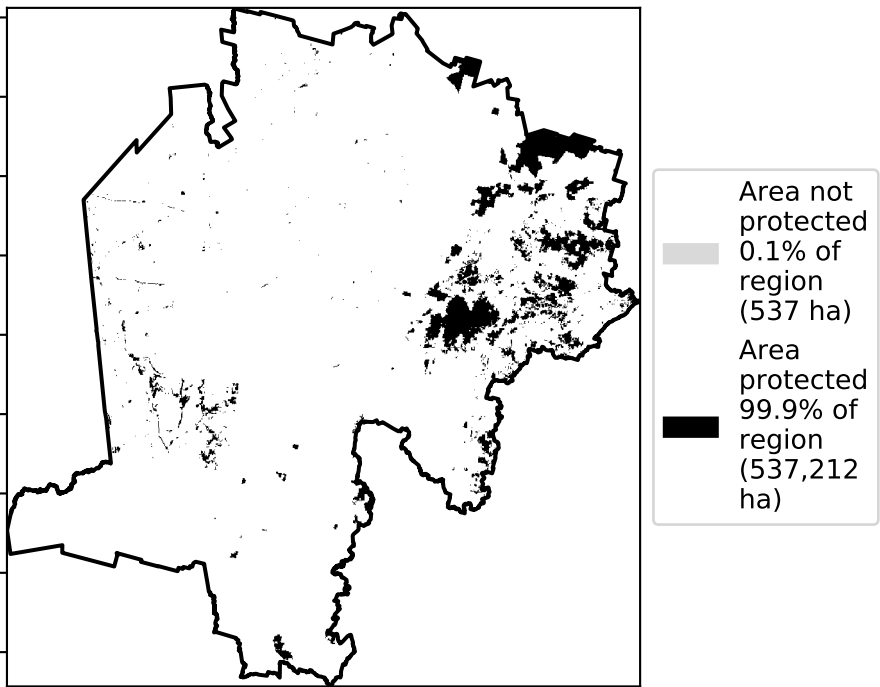 Area not
protected
0.1% of
region
(537 ha)
Area
protected
99.9% of
region
(537,212
ha)